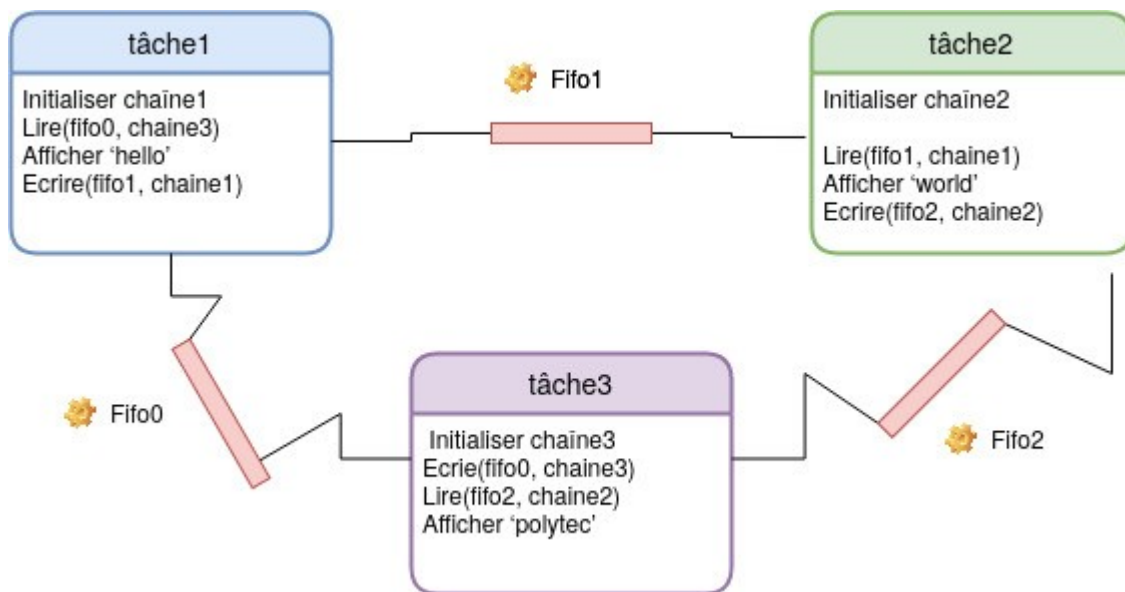 tâche1
Initialiser chaîne1
Lire(fifo0, chaine3)
Afficher ‘hello’
Ecrire(fifo1, chaine1)
Fifo1
tâche2
Initialiser chaîne2
Lire(fifo1, chaine1)
Afficher ‘world’
Ecrire(fifo2, chaine2)
Fifo0
tâche3
Initialiser chaîne3
Ecrie(fifo0, chaine3)
Lire(fifo2, chaine2)
Afficher ‘polytec’
Fifo2